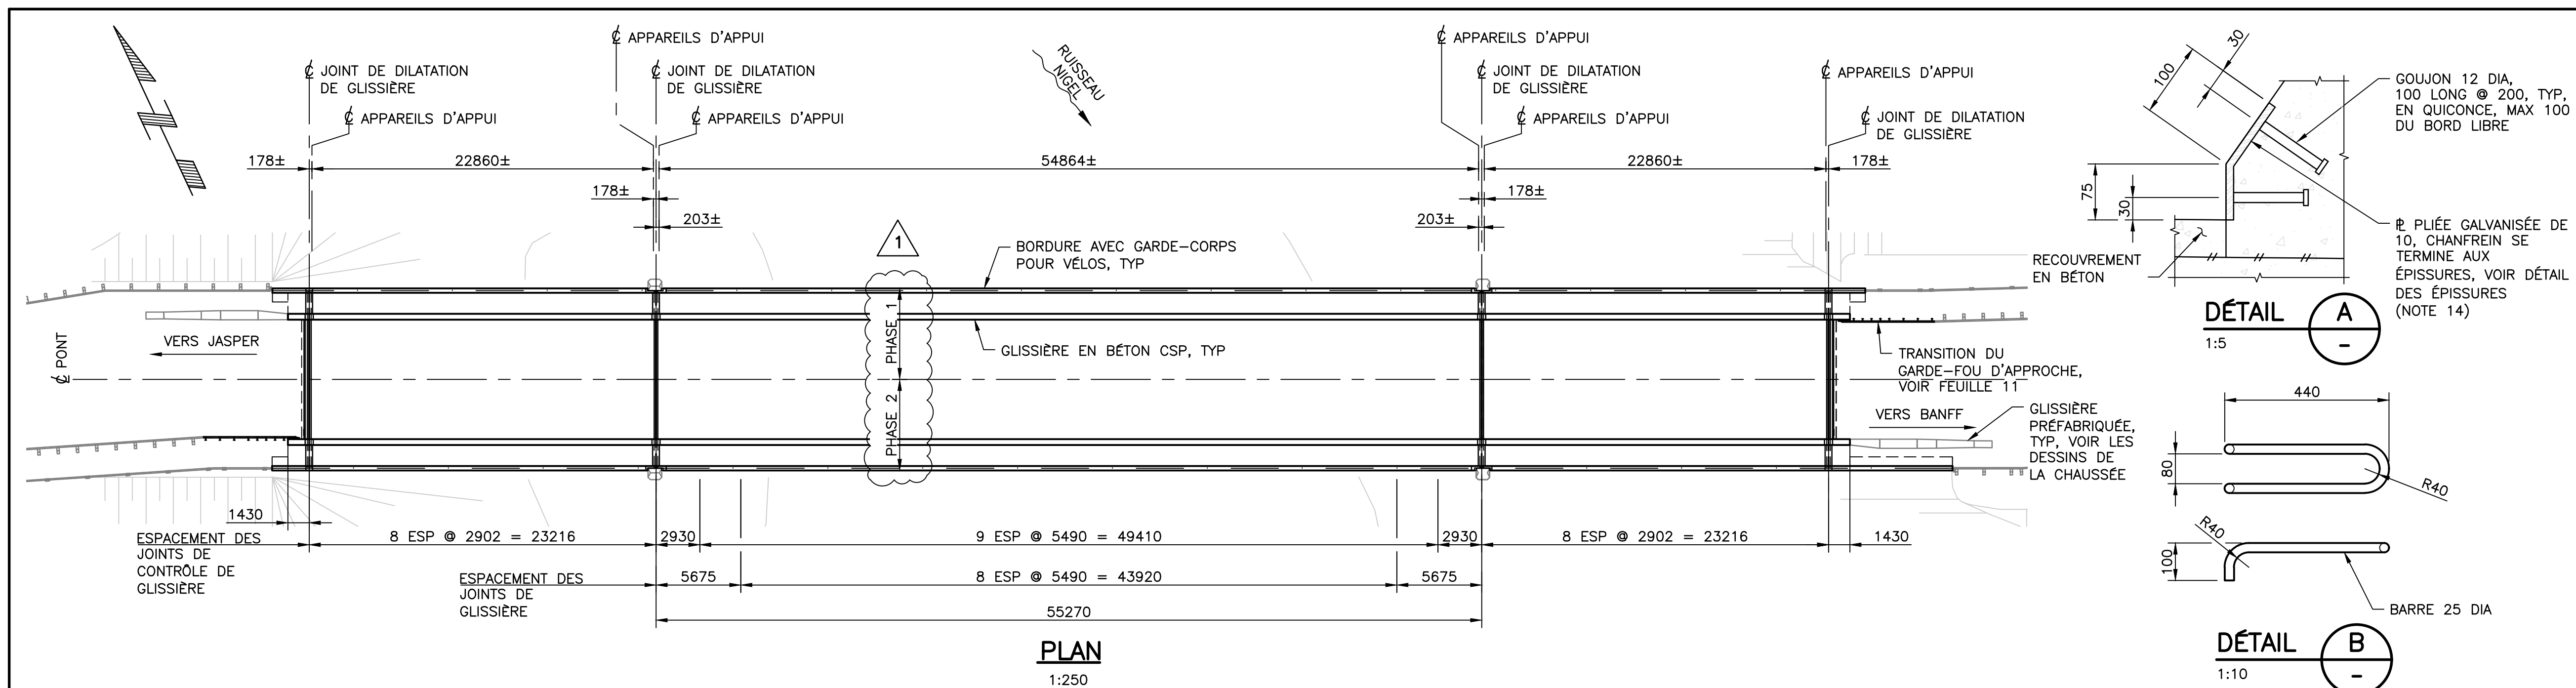 ℄ JOINT DE DILATATION
DE GLISSIÈRE
℄ APPAREILS D'APPUI
℄ APPAREILS D'APPUI
℄ JOINT DE DILATATION
DE GLISSIÈRE
℄ APPAREILS D'APPUI
RUISSEAU
NIGEL
℄ APPAREILS D'APPUI
℄ JOINT DE DILATATION
DE GLISSIÈRE
℄ APPAREILS D'APPUI
℄ APPAREILS D'APPUI
℄ JOINT DE DILATATION
DE GLISSIÈRE
178±
22860±
54864±
22860±
178±
178±
178±
203±
203±
1
BORDURE AVEC GARDE-CORPS
POUR VÉLOS, TYP
PHASE 1
PHASE 2
VERS JASPER
℄ PONT
GLISSIÈRE EN BÉTON CSP, TYP
TRANSITION DU
GARDE-FOU D'APPROCHE,
VOIR FEUILLE 11
VERS BANFF
GLISSIÈRE
PRÉFABRIQUÉE,
TYP, VOIR LES
DESSINS DE
LA CHAUSSÉE
1430
ESPACEMENT DES
JOINTS DE
CONTRÔLE DE
GLISSIÈRE
8 ESP @ 2902 = 23216
2930
9 ESP @ 5490 = 49410
2930
8 ESP @ 2902 = 23216
1430
ESPACEMENT DES
JOINTS DE
GLISSIÈRE
5675
8 ESP @ 5490 = 43920
5675
55270
PLAN
1:250
100
30
75
30
GOUJON 12 DIA,
100 LONG @ 200, TYP,
EN QUICONCE, MAX 100
DU BORD LIBRE
RECOUVREMENT
EN BÉTON
℄ PLIÉE GALVANISÉE DE
10, CHANFREIN SE
TERMINE AUX
ÉPISSURES, VOIR DÉTAIL
DES ÉPISSURES
(NOTE 14)
DÉTAIL A
-
1:5
440
80
R40
R40
100
BARRE 25 DIA
DÉTAIL B
-
1:10